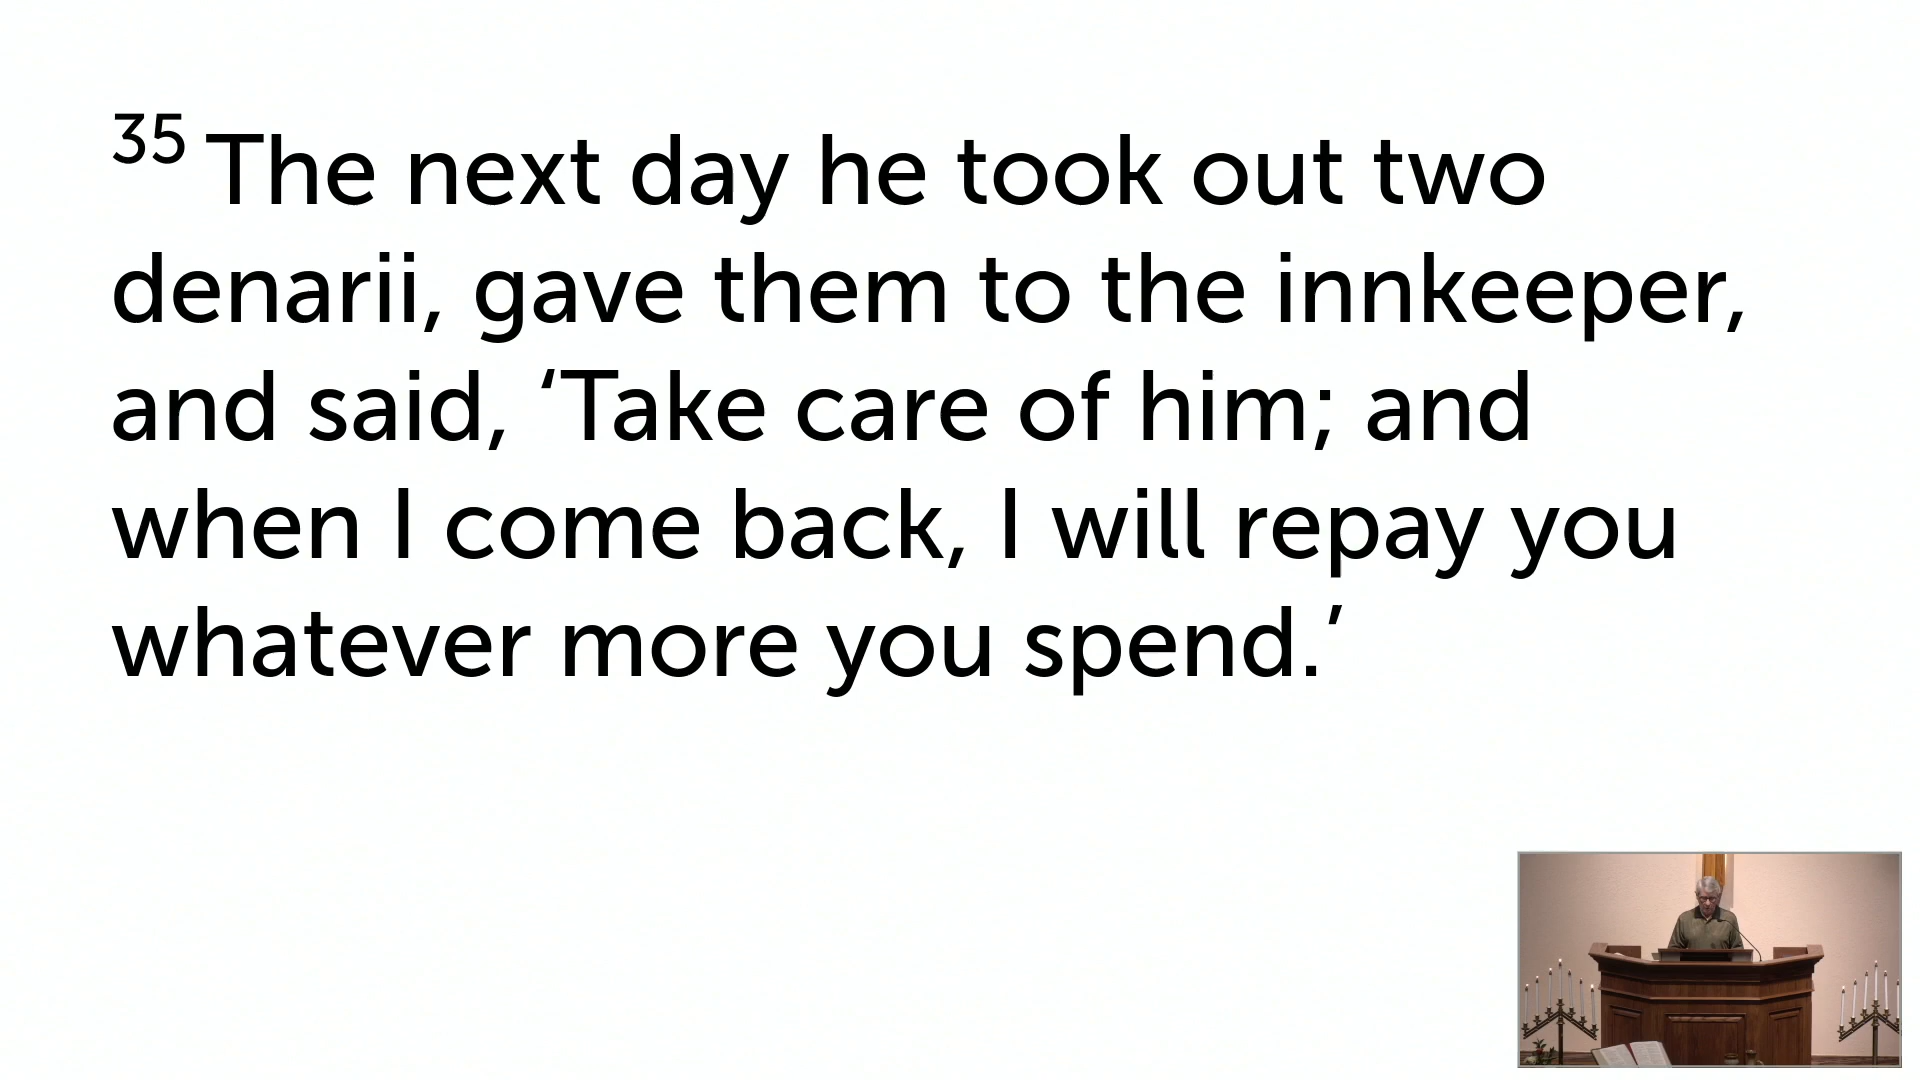 35 The next day he took out two
denarii, gave them to the innkeeper,
and said, ‘Take care of him; and
when I come back, I will repay you
whatever more you spend.’